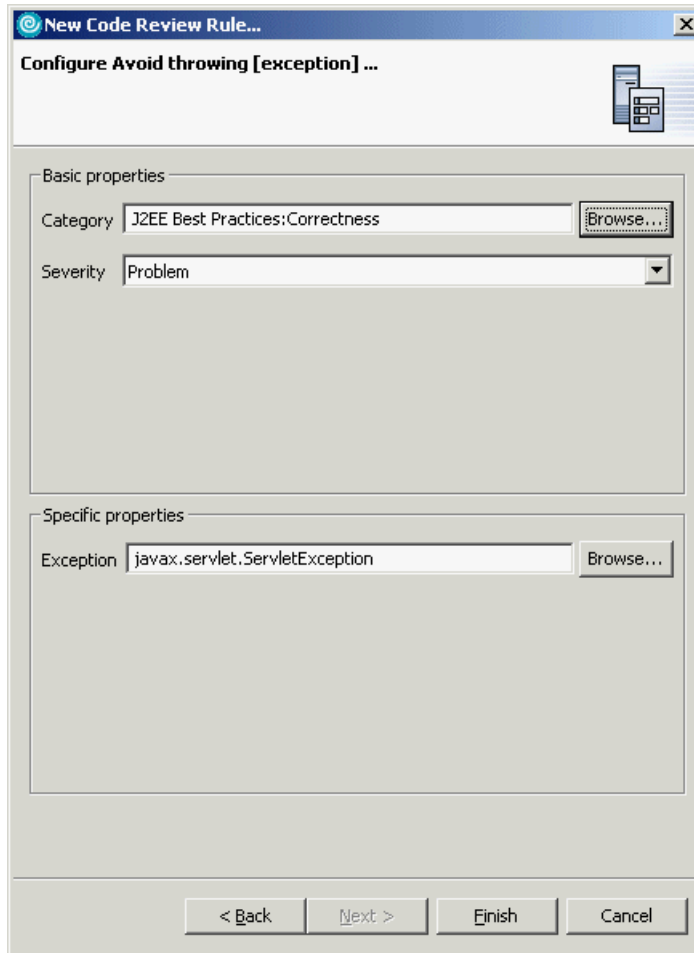 New Code Review Rule...
Configure Avoid throwing [exception] ...
Basic properties
Category J2EE Best Practices:Correctness Browse...
Severity Problem
Specific properties
Exception javax.servlet.ServletException Browse...
< Back Next > Finish Cancel